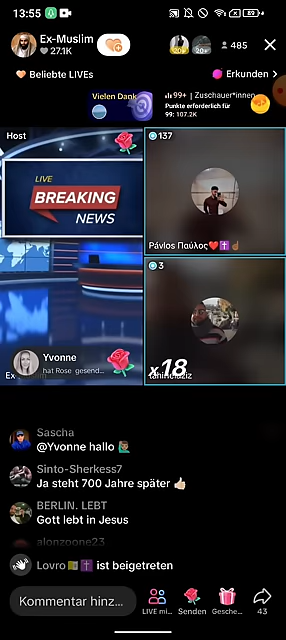 13:55
89
Ex-Muslim
27.1K
20+
485
Beliebte LIVEs
Erkunden
Vielen Dank
99+ | Zuschauer*innen
Punkte erforderlich für
99: 107.2K
Host
137
LIVE
BREAKING
NEWS
Pávlos Παύλος❤️✝️☝🏽
3
Yvonne
hat Rose gesend...
Ex
x18
Sascha
@Yvonne hallo 🙋🏽‍♂️
Sinto-Sherkess7
Ja steht 700 Jahre später 👍🏻
BERLIN. LEBT
Gott lebt in Jesus
alonzoone23
Lovro🇻🇦✝️ ist beigetreten
Kommentar hinz...
LIVE mi...
Senden
Gesche...
43